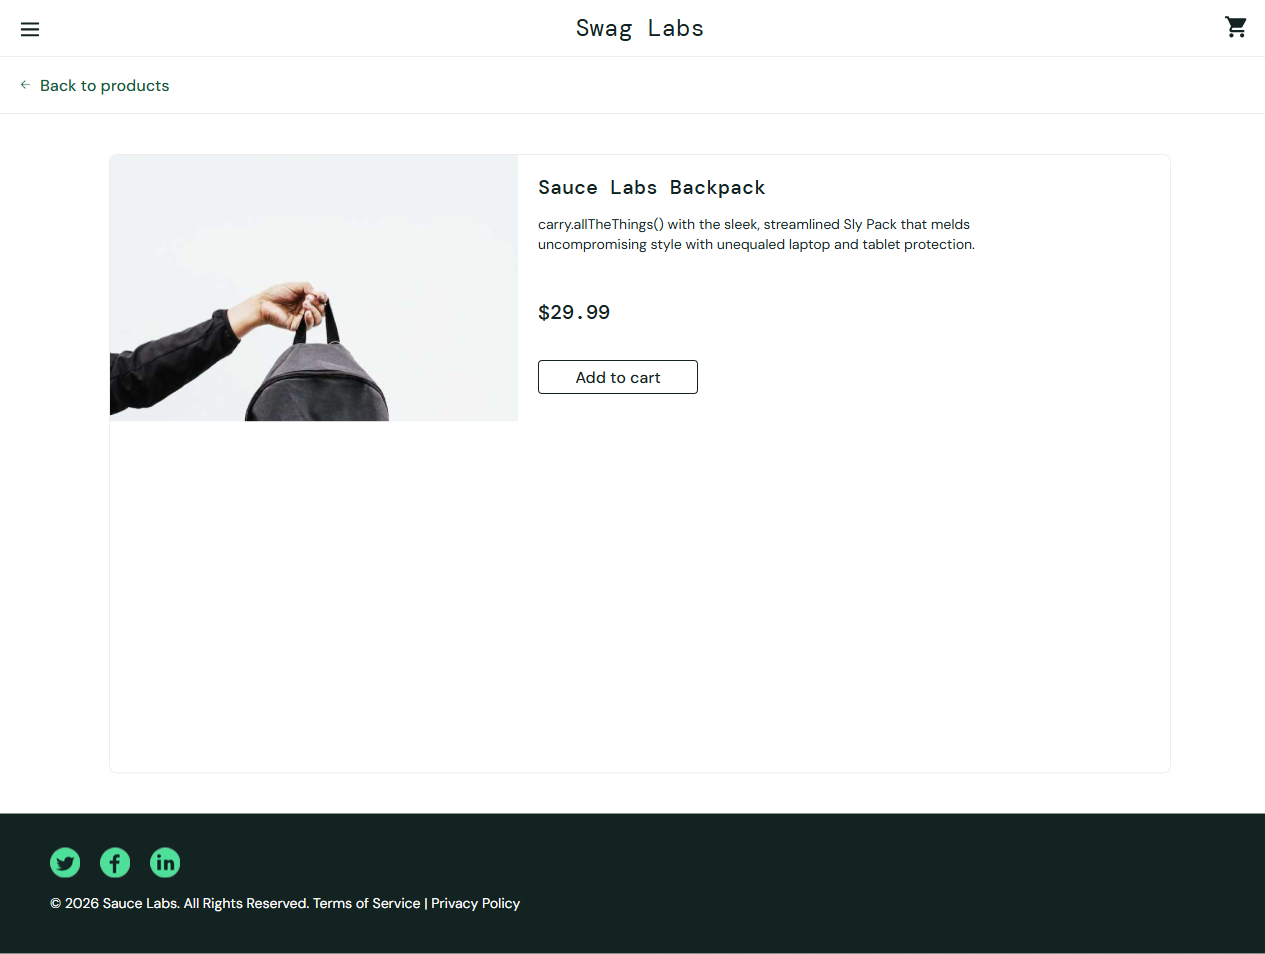 Swag Labs
Back to products
Sauce Labs Backpack
carry.allTheThings() with the sleek, streamlined Sly Pack that melds
uncompromising style with unequaled laptop and tablet protection.
$29.99
Add to cart
© 2026 Sauce Labs. All Rights Reserved. Terms of Service | Privacy Policy